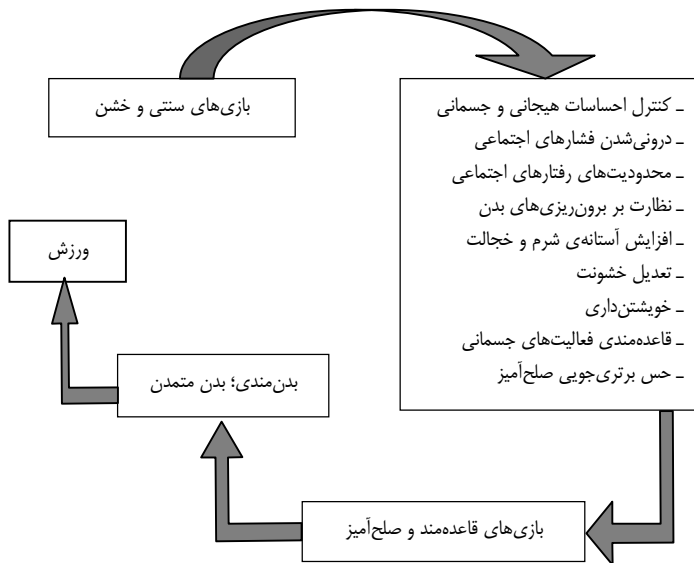 بازی‌های سنتی و خشن
ـ کنترل احساسات هیجانی و جسمانی
ـ درونی‌شدن فشارهای اجتماعی
ـ محدودیت‌های رفتارهای اجتماعی
ـ نظارت بر برون‌ریزی‌های بدن
ـ افزایش آستانه‌ی شرم و خجالت
ـ تعدیل خشونت
ـ خویشتن‌داری
ـ قاعده‌مندی فعالیت‌های جسمانی
ـ حس برتری‌جویی صلح‌آمیز
بازی‌های قاعده‌مند و صلح‌آمیز
بدن‌مندی؛ بدن متمدن
ورزش